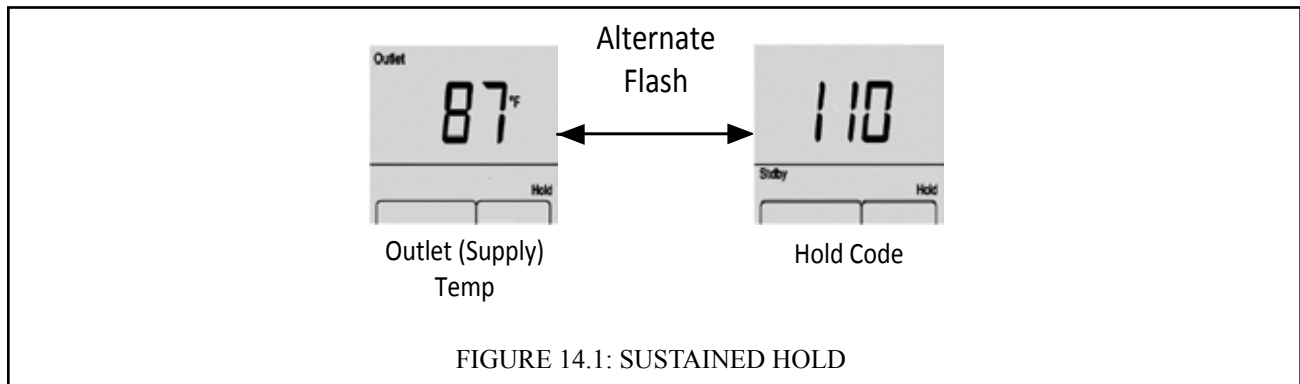 Alternate
Flash
Outlet
87°F
Hold
110
Stdby
Hold
Outlet (Supply)
Temp
Hold Code
FIGURE 14.1: SUSTAINED HOLD